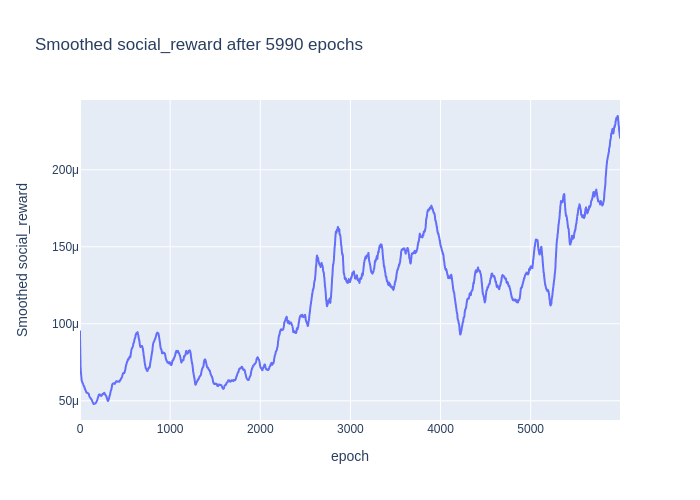 Smoothed social_reward after 5990 epochs
Smoothed social_reward
200μ
150μ
100μ
50μ
0
1000
2000
3000
4000
5000
epoch